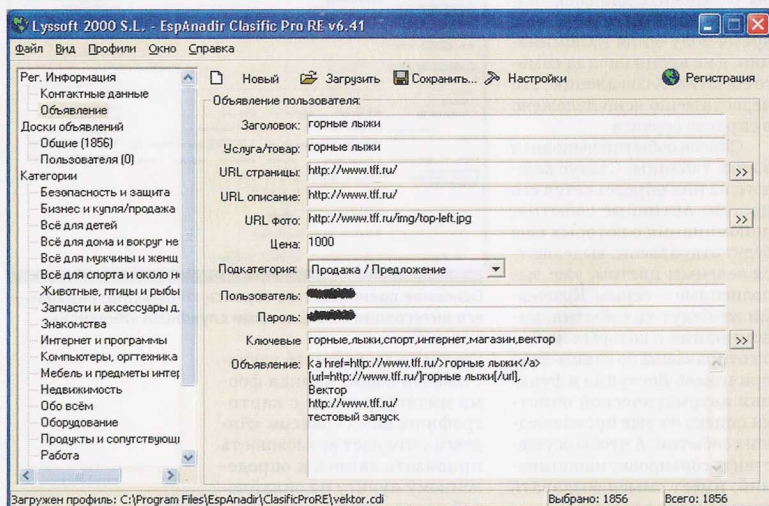 Lyssoft 2000 S.L. - EspAnadir Clasific Pro RE v6.41
Файл Вид Профили Окно Справка
Рег. Информация
Контактные данные
Объявление
Доски объявлений
Общие (1856)
Пользователя (0)
Категории
Безопасность и защита
Бизнес и купля/продажа
Всё для детей
Всё для дома и вокруг не
Всё для мужчины и женщ
Всё для спорта и около н
Животные, птицы и рыбы
Запчасти и аксессуары д
Знакомства
Интернет и программы
Компьютеры, оргтехника
Мебель и предметы интер
Недвижимость
Обо всём
Оборудование
Продукты и сопутствующ
Работа
Новый Загрузить Сохранить... Настройки Регистрация
Объявление пользователя:
Заголовок: горные лыжи
Услуга/товар: горные лыжи
URL страницы: http://www.tff.ru/ >>
URL описание: http://www.tff.ru/
URL фото: http://www.tff.ru/img/top-left.jpg >>
Цена: 1000
Подкатегория: Продажа / Предложение
Пользователь:
Пароль:
Ключевые горные,лыжи,спорт,интернет,магазин,вектор >>
Объявление: <a href=http://www.tff.ru/>горные лыжи</a>
[url=http://www.tff.ru/]горные лыжи[/url].
Вектор
http://www.tff.ru/
тестовый запуск
Загружен профиль: C:\Program Files\EspAnadir\ClasificProRE\vektor.cdi Выбрано: 1856 Всего: 1856